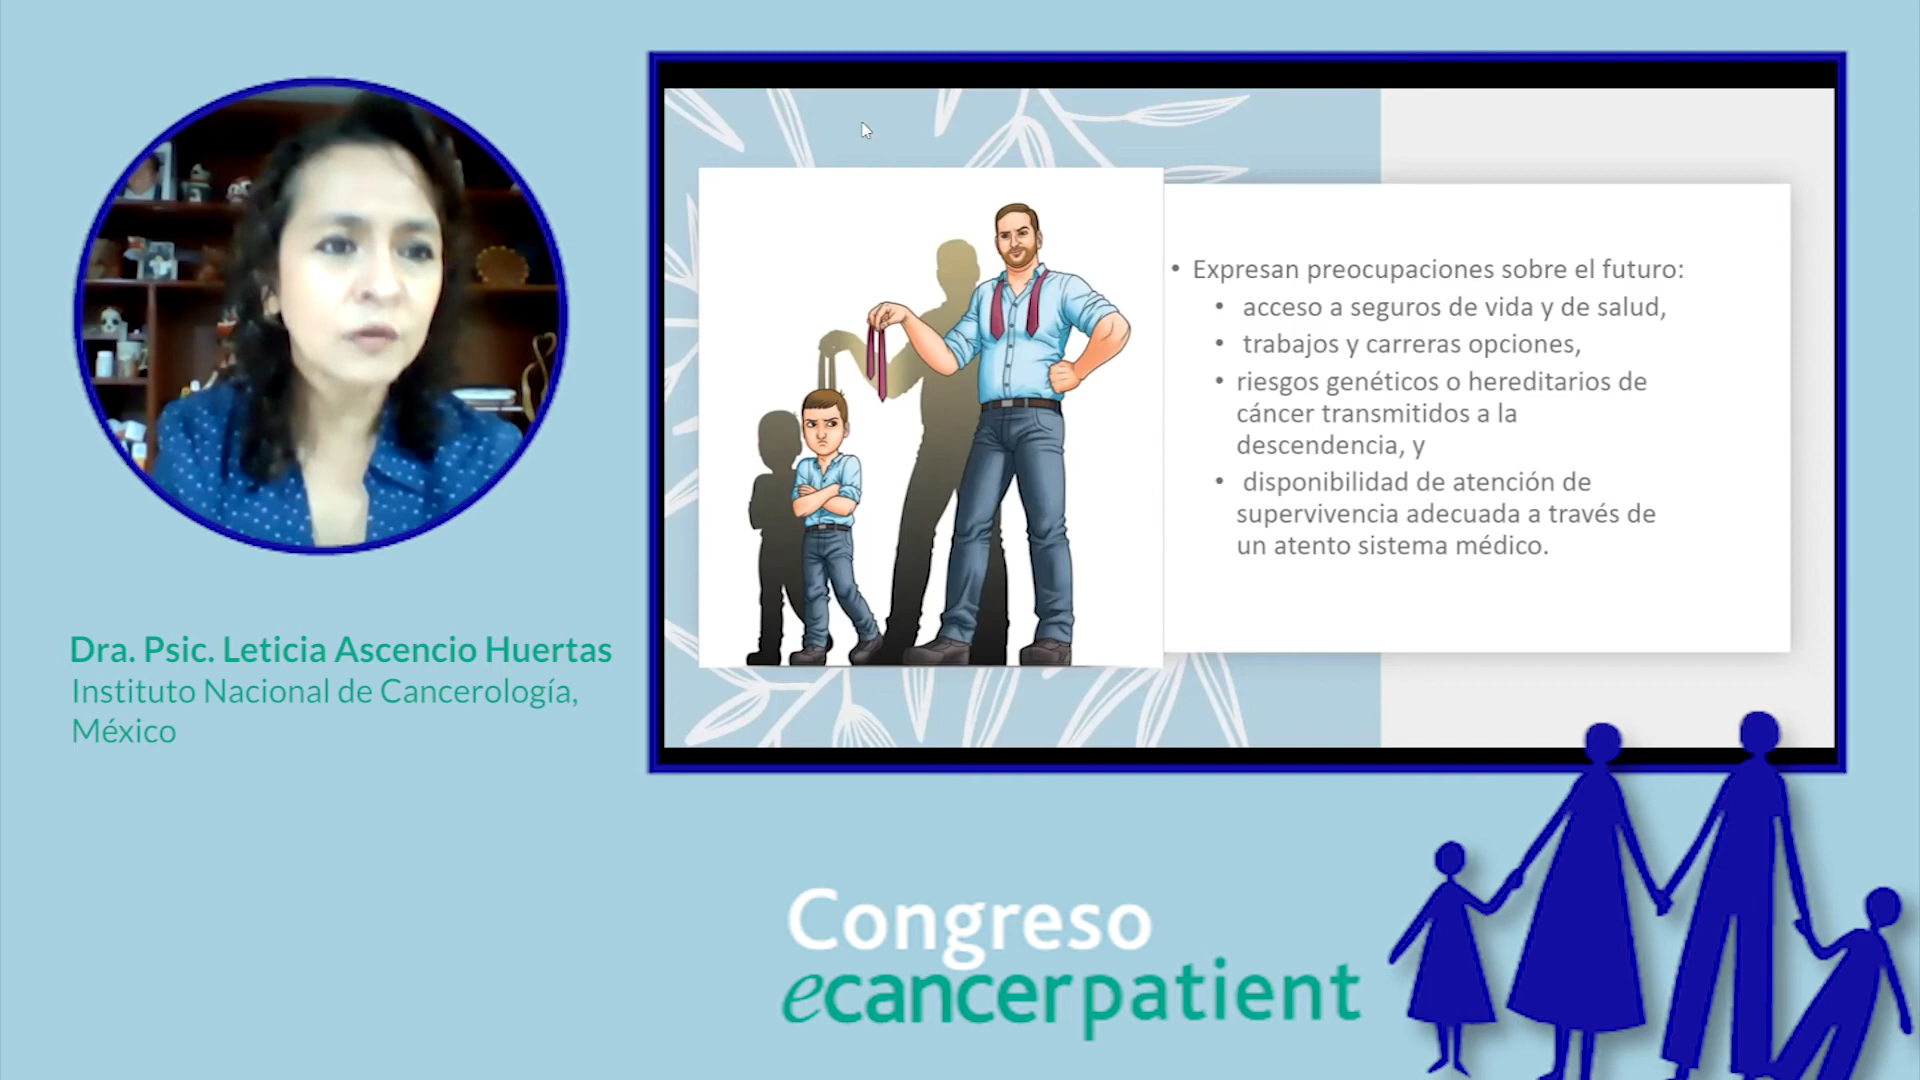 Dra. Psic. Leticia Ascencio Huertas
Instituto Nacional de Cancerología,
México
• Expresan preocupaciones sobre el futuro:
• acceso a seguros de vida y de salud,
• trabajos y carreras opciones,
• riesgos genéticos o hereditarios de
cáncer transmitidos a la
descendencia, y
• disponibilidad de atención de
supervivencia adecuada a través de
un atento sistema médico.
Congreso
ecancerpatient